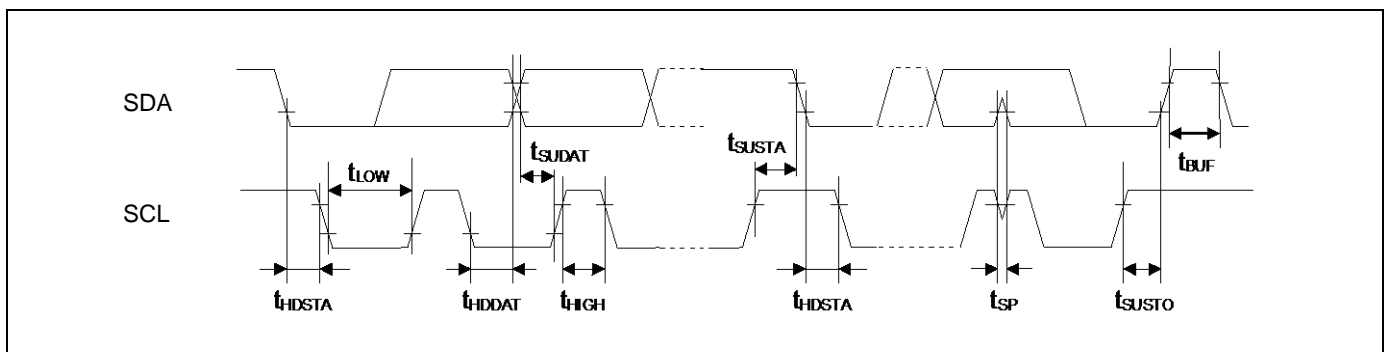 SDA
tSUDAT
tSUSTA
tBUF
tLOW
SCL
tHDSTA
tHDDAT
tHIGH
tHDSTA
tSP
tSUSTO